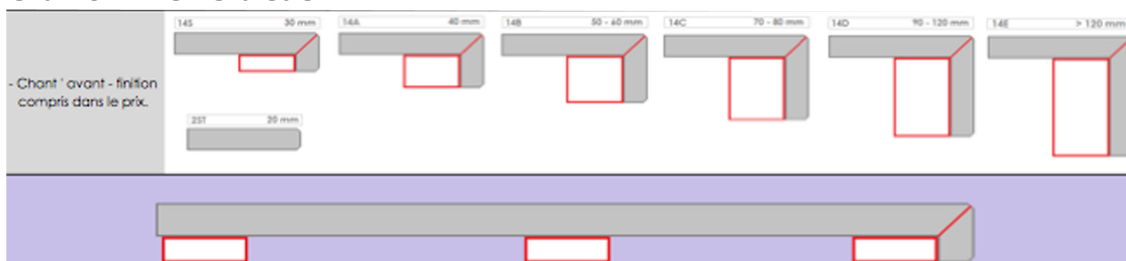 14S 30 mm 14A 40 mm 14B 50 - 60 mm 14C 70 - 80 mm 14D 90 - 120 mm 14E > 120 mm
- Chant ' avant - finition
compris dans le prix.
2ST 20 mm